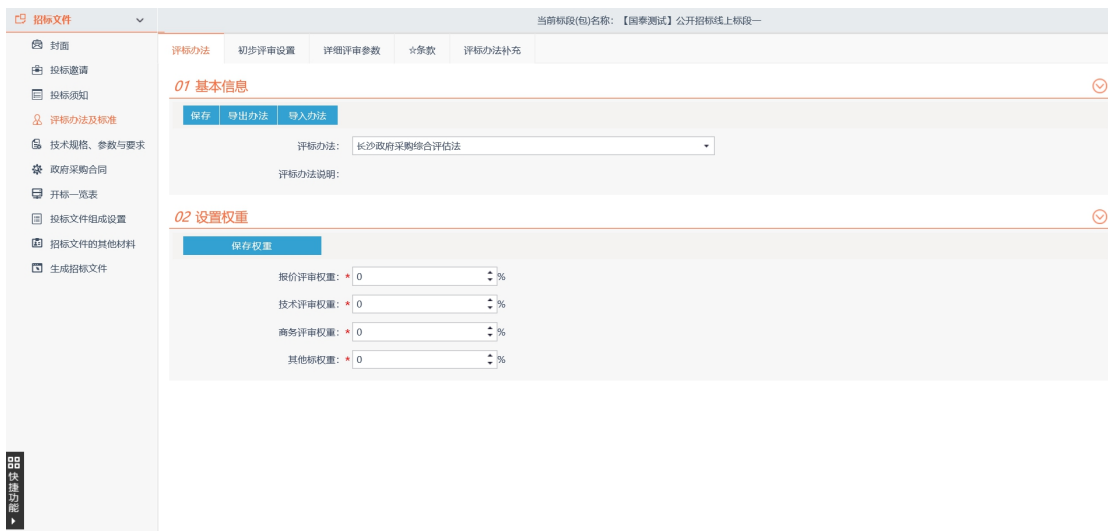 招标文件
当前标段(包)名称：【国泰测试】公开招标线上标段一
封面
投标邀请
投标须知
评标办法及标准
技术规格、参数与要求
政府采购合同
开标一览表
投标文件组成设置
招标文件的其他材料
生成招标文件
快捷功能
评标办法 初步评审设置 详细评审参数 ☆条款 评标办法补充
01 基本信息
保存 导出办法 导入办法
评标办法： 长沙政府采购综合评估法
评标办法说明：
02 设置权重
保存权重
报价评审权重：* 0 %
技术评审权重：* 0 %
商务评审权重：* 0 %
其他标权重：* 0 %